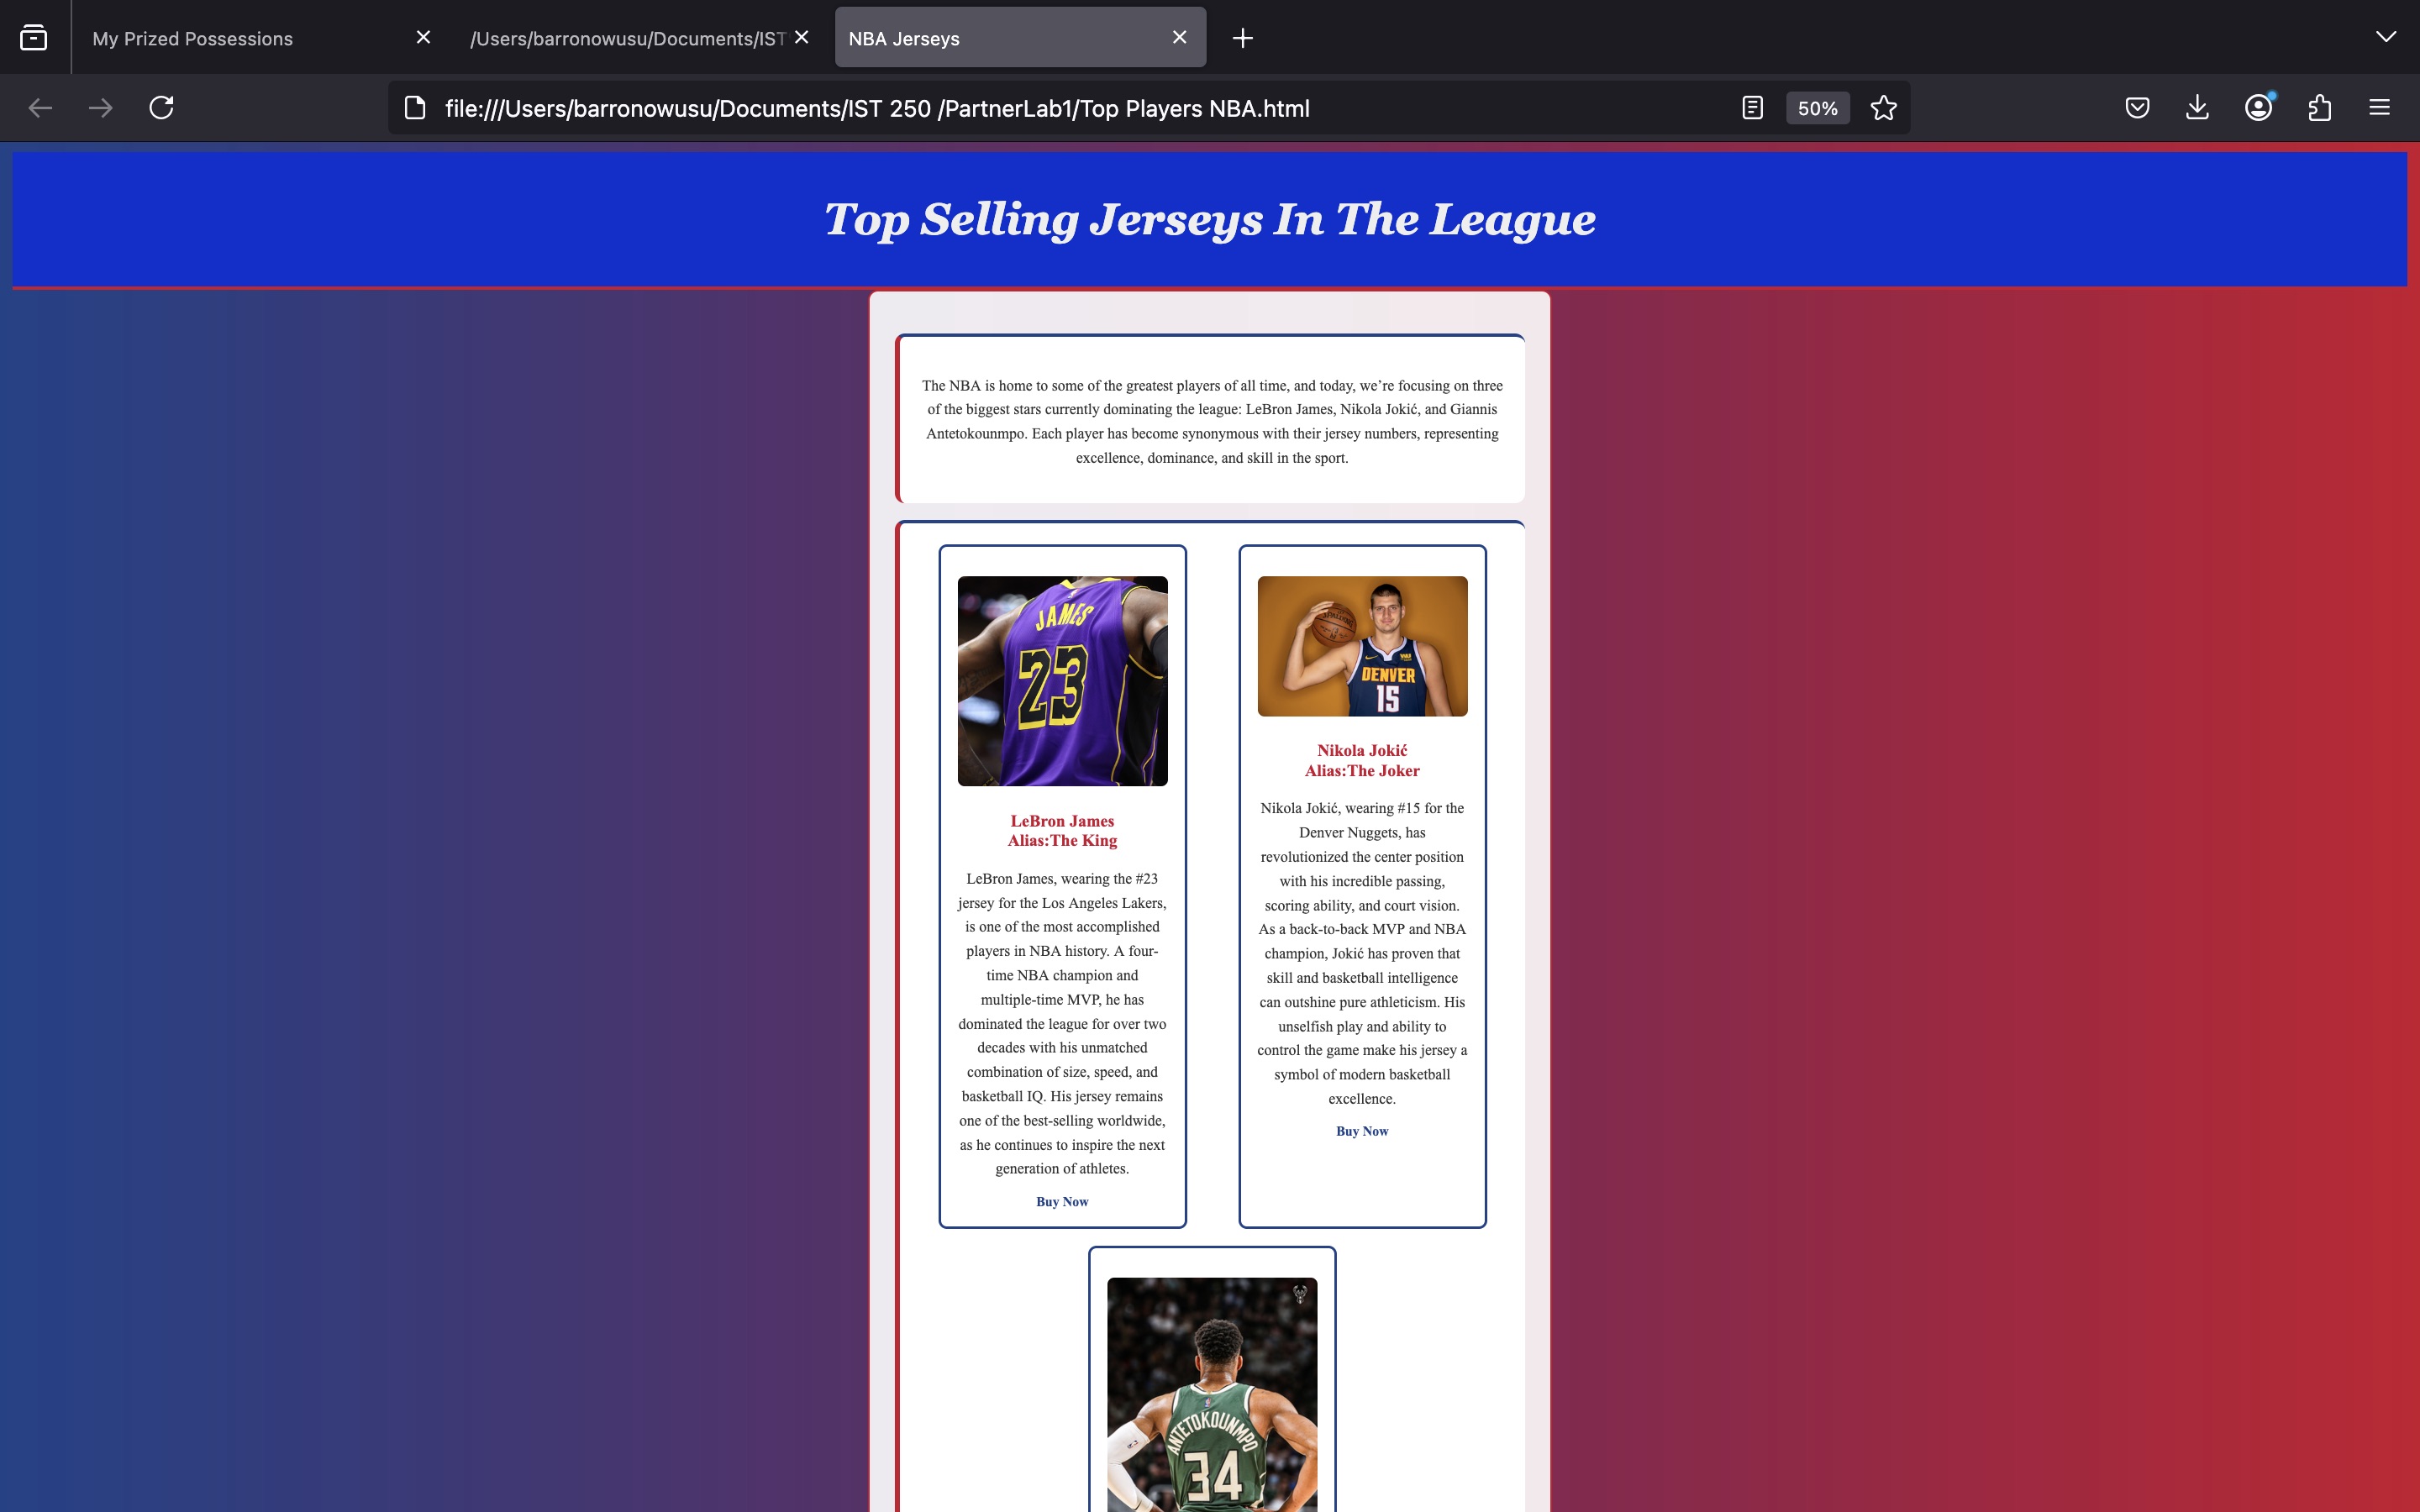 My Prized Possessions
/Users/barronowusu/Documents/IST
NBA Jerseys
file:///Users/barronowusu/Documents/IST 250 /PartnerLab1/Top Players NBA.html
50%
Top Selling Jerseys In The League
The NBA is home to some of the greatest players of all time, and today, we’re focusing on three
of the biggest stars currently dominating the league: LeBron James, Nikola Jokić, and Giannis
Antetokounmpo. Each player has become synonymous with their jersey numbers, representing
excellence, dominance, and skill in the sport.
JAMES
23
LeBron James
Alias:The King
LeBron James, wearing the #23
jersey for the Los Angeles Lakers,
is one of the most accomplished
players in NBA history. A four-
time NBA champion and
multiple-time MVP, he has
dominated the league for over two
decades with his unmatched
combination of size, speed, and
basketball IQ. His jersey remains
one of the best-selling worldwide,
as he continues to inspire the next
generation of athletes.
Buy Now
SPALDING
DENVER
15
Nikola Jokić
Alias:The Joker
Nikola Jokić, wearing #15 for the
Denver Nuggets, has
revolutionized the center position
with his incredible passing,
scoring ability, and court vision.
As a back-to-back MVP and NBA
champion, Jokić has proven that
skill and basketball intelligence
can outshine pure athleticism. His
unselfish play and ability to
control the game make his jersey a
symbol of modern basketball
excellence.
Buy Now
ANTETOKOUNMPO
34